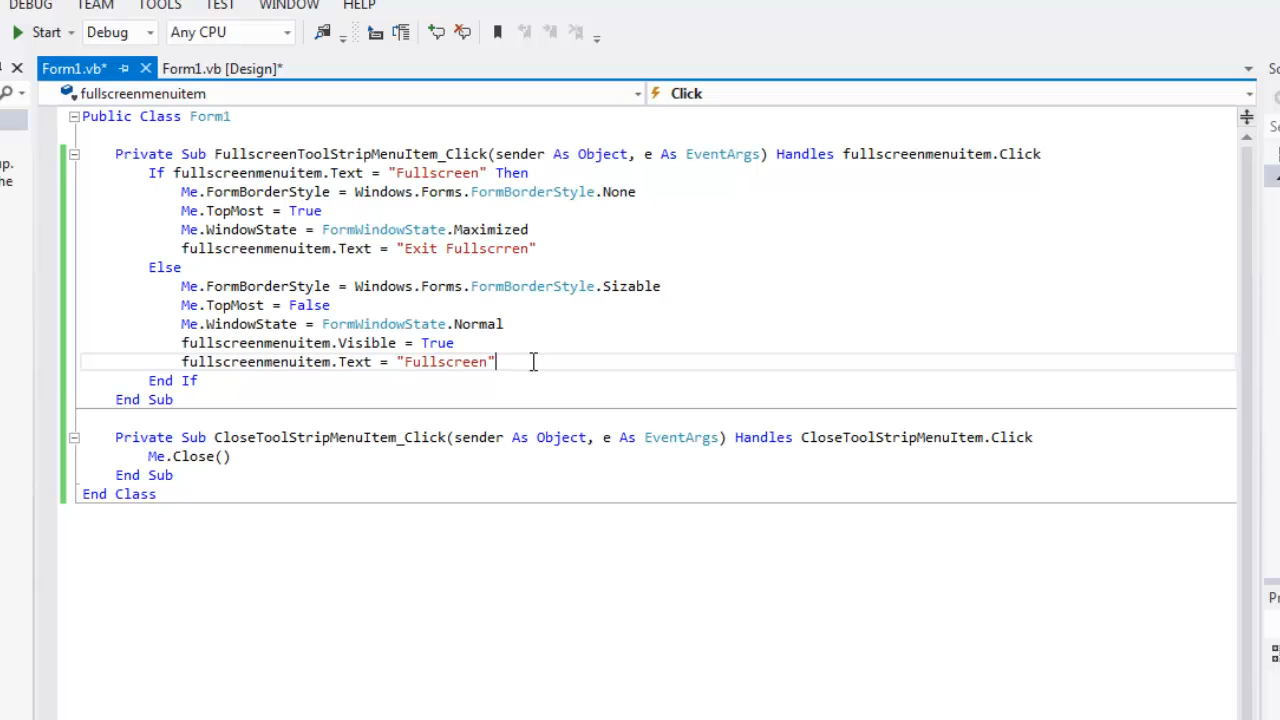 DEBUG TEAM TOOLS TEST WINDOW HELP
Start Debug Any CPU
Form1.vb* Form1.vb [Design]*
fullscreenmenuitem Click
Public Class Form1
Private Sub FullscreenToolStripMenuItem_Click(sender As Object, e As EventArgs) Handles fullscreenmenuitem.Click
If fullscreenmenuitem.Text = "Fullscreen" Then
Me.FormBorderStyle = Windows.Forms.FormBorderStyle.None
Me.TopMost = True
Me.WindowState = FormWindowState.Maximized
fullscreenmenuitem.Text = "Exit Fullscrren"
Else
Me.FormBorderStyle = Windows.Forms.FormBorderStyle.Sizable
Me.TopMost = False
Me.WindowState = FormWindowState.Normal
fullscreenmenuitem.Visible = True
fullscreenmenuitem.Text = "Fullscreen"
End If
End Sub
Private Sub CloseToolStripMenuItem_Click(sender As Object, e As EventArgs) Handles CloseToolStripMenuItem.Click
Me.Close()
End Sub
End Class